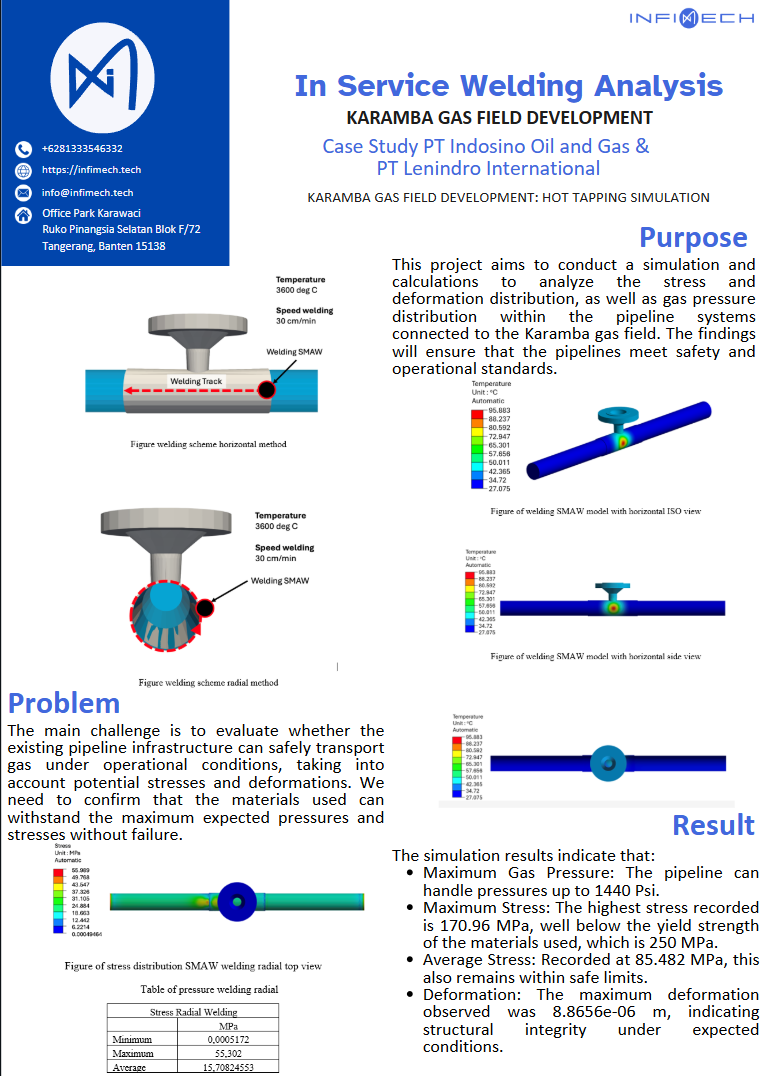 INFIMECH
+6281333546332
https://infimech.tech
info@infimech.tech
Office Park Karawaci
Ruko Pinangsia Selatan Blok F/72
Tangerang, Banten 15138
In Service Welding Analysis
KARAMBA GAS FIELD DEVELOPMENT
Case Study PT Indosino Oil and Gas &
PT Lenindro International
KARAMBA GAS FIELD DEVELOPMENT: HOT TAPPING SIMULATION
Temperature
3600 deg C
Speed welding
30 cm/min
Welding SMAW
Welding Track
Figure welding scheme horizontal method
Temperature
3600 deg C
Speed welding
30 cm/min
Welding SMAW
Figure welding scheme radial method
Problem
The main challenge is to evaluate whether the
existing pipeline infrastructure can safely transport
gas under operational conditions, taking into
account potential stresses and deformations. We
need to confirm that the materials used can
withstand the maximum expected pressures and
stresses without failure.
Stress
Unit : MPa
Automatic
55.989
49.768
43.547
37.326
31.105
24.884
18.663
12.442
6.2214
0.00049464
Figure of stress distribution SMAW welding radial top view
Table of pressure welding radial
Stress Radial Welding
MPa
Minimum 0,0005172
Maximum 55,302
Average 15,70824553
Purpose
This project aims to conduct a simulation and
calculations to analyze the stress and
deformation distribution, as well as gas pressure
distribution within the pipeline systems
connected to the Karamba gas field. The findings
will ensure that the pipelines meet safety and
operational standards.
Temperature
Unit : °C
Automatic
95.883
88.237
80.592
72.947
65.301
57.656
50.011
42.365
34.72
27.075
Figure of welding SMAW model with horizontal ISO view
Temperature
Unit : °C
Automatic
95.883
88.237
80.592
72.947
65.301
57.656
50.011
42.365
34.72
27.075
Figure of welding SMAW model with horizontal side view
Temperature
Unit : °C
Automatic
95.883
88.237
80.592
72.947
65.301
57.656
50.011
42.365
34.72
27.075
Result
The simulation results indicate that:
• Maximum Gas Pressure: The pipeline can
handle pressures up to 1440 Psi.
• Maximum Stress: The highest stress recorded
is 170.96 MPa, well below the yield strength
of the materials used, which is 250 MPa.
• Average Stress: Recorded at 85.482 MPa, this
also remains within safe limits.
• Deformation: The maximum deformation
observed was 8.8656e-06 m, indicating
structural integrity under expected
conditions.